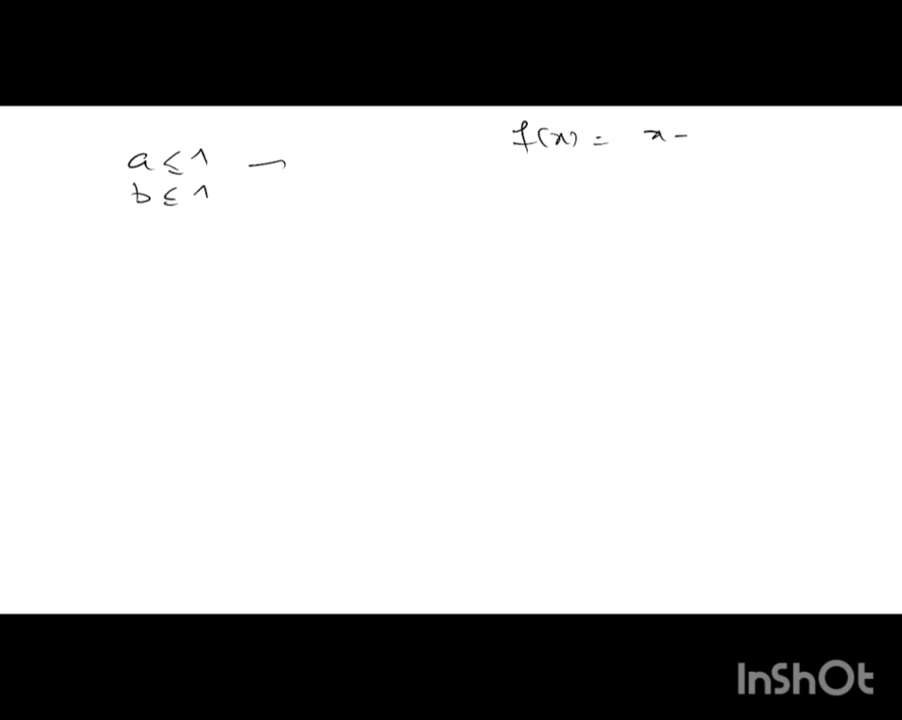 a ≤ 1 —
b ≤ 1
f(x) = x -
InShOt